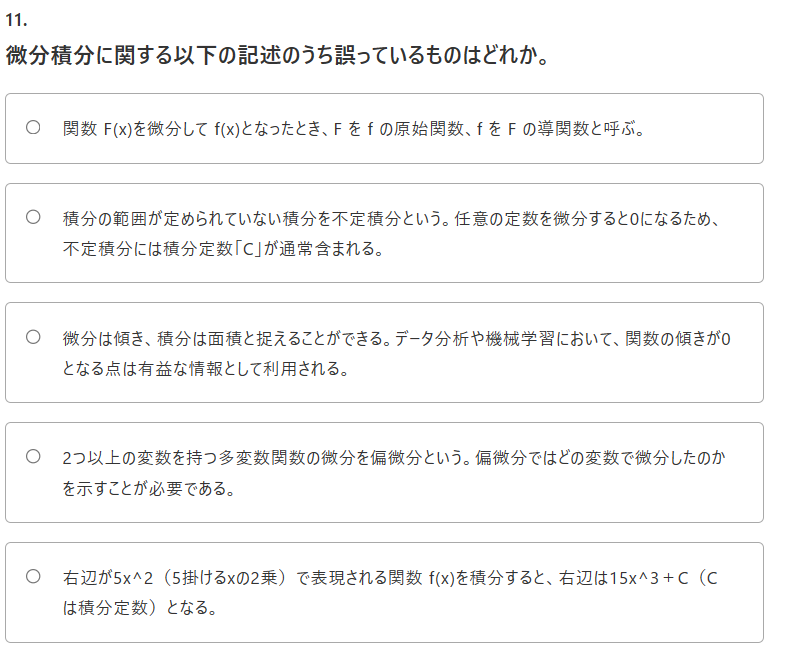 11.
微分積分に関する以下の記述のうち誤っているものはどれか。
関数 F(x)を微分して f(x)となったとき、F を f の原始関数、f を F の導関数と呼ぶ。
積分の範囲が定められていない積分を不定積分という。任意の定数を微分すると0になるため、
不定積分には積分定数「C」が通常含まれる。
微分は傾き、積分は面積と捉えることができる。データ分析や機械学習において、関数の傾きが0
となる点は有益な情報として利用される。
2つ以上の変数を持つ多変数関数の微分を偏微分という。偏微分ではどの変数で微分したのか
を示すことが必要である。
右辺が5x^2（5掛けるxの2乗）で表現される関数 f(x)を積分すると、右辺は15x^3＋C（C
は積分定数）となる。